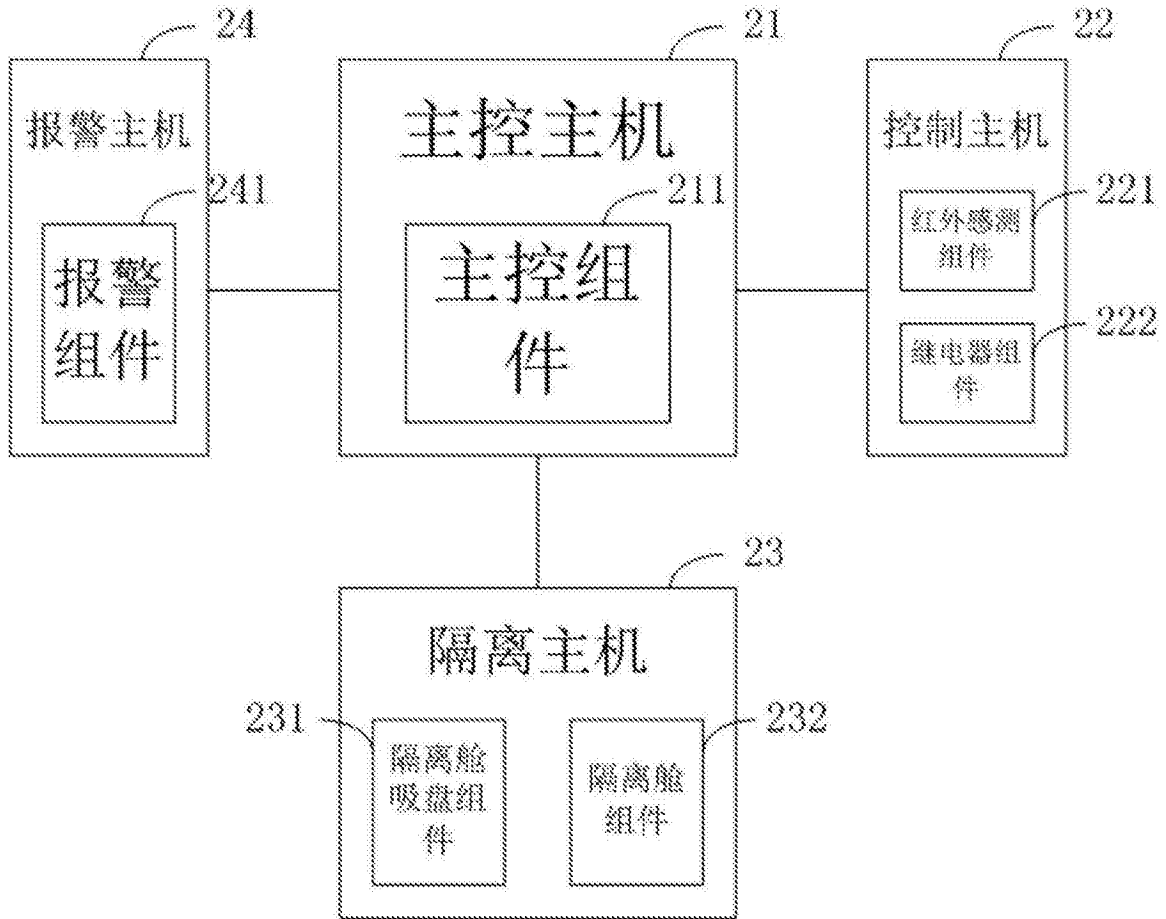 24
21
22
报警主机
主控主机
控制主机
241
211
221
报警
组件
主控组
件
红外感测
组件
222
继电器组
件
23
隔离主机
231
232
隔离舱
吸盘组
件
隔离舱
组件